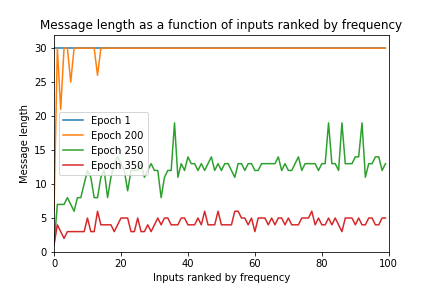 Message length as a function of inputs ranked by frequency
30
25
20
15
10
5
0
Message length
Epoch 1
Epoch 200
Epoch 250
Epoch 350
0 20 40 60 80 100
Inputs ranked by frequency